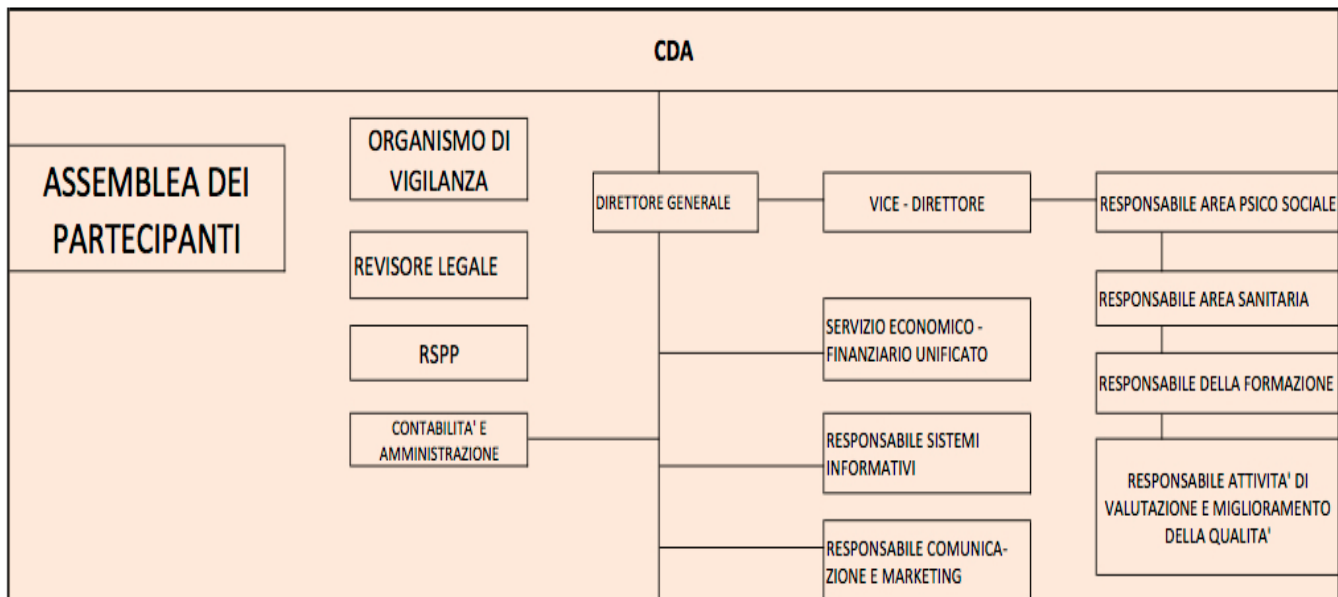 CDA
ASSEMBLEA DEI
PARTECIPANTI
ORGANISMO DI
VIGILANZA
REVISORE LEGALE
RSPP
CONTABILITA' E
AMMINISTRAZIONE
DIRETTORE GENERALE
VICE - DIRETTORE
SERVIZIO ECONOMICO -
FINANZIARIO UNIFICATO
RESPONSABILE SISTEMI
INFORMATIVI
RESPONSABILE COMUNICA-
ZIONE E MARKETING
RESPONSABILE AREA PSICO SOCIALE
RESPONSABILE AREA SANITARIA
RESPONSABILE DELLA FORMAZIONE
RESPONSABILE ATTIVITA' DI
VALUTAZIONE E MIGLIORAMENTO
DELLA QUALITA'